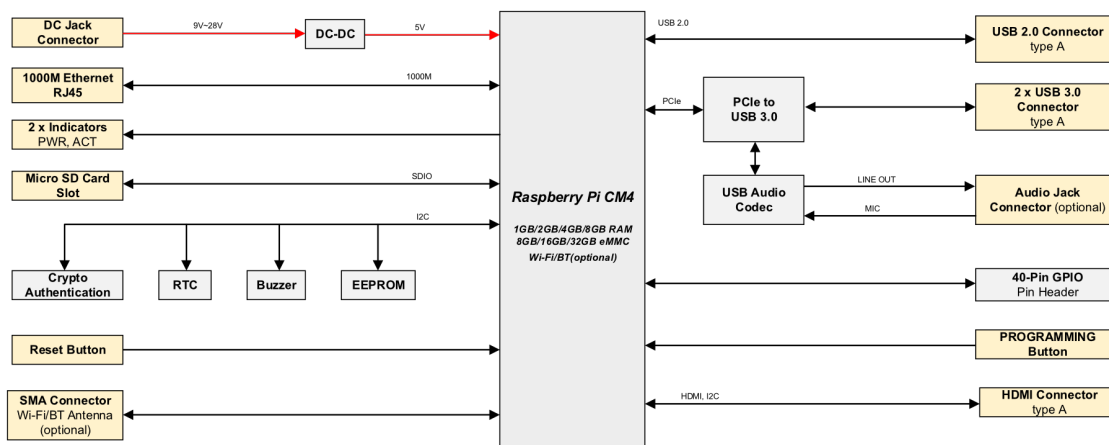 DC Jack
Connector
9V~28V
DC-DC
5V
1000M Ethernet
RJ45
1000M
2 x Indicators
PWR, ACT
Micro SD Card
Slot
SDIO
I2C
Crypto
Authentication
RTC
Buzzer
EEPROM
Reset Button
SMA Connector
Wi-Fi/BT Antenna
(optional)
Raspberry Pi CM4
1GB/2GB/4GB/8GB RAM
8GB/16GB/32GB eMMC
Wi-Fi/BT(optional)
USB 2.0
USB 2.0 Connector
type A
PCIe
PCIe to
USB 3.0
2 x USB 3.0
Connector
type A
USB Audio
Codec
LINE OUT
MIC
Audio Jack
Connector (optional)
40-Pin GPIO
Pin Header
PROGRAMMING
Button
HDMI, I2C
HDMI Connector
type A